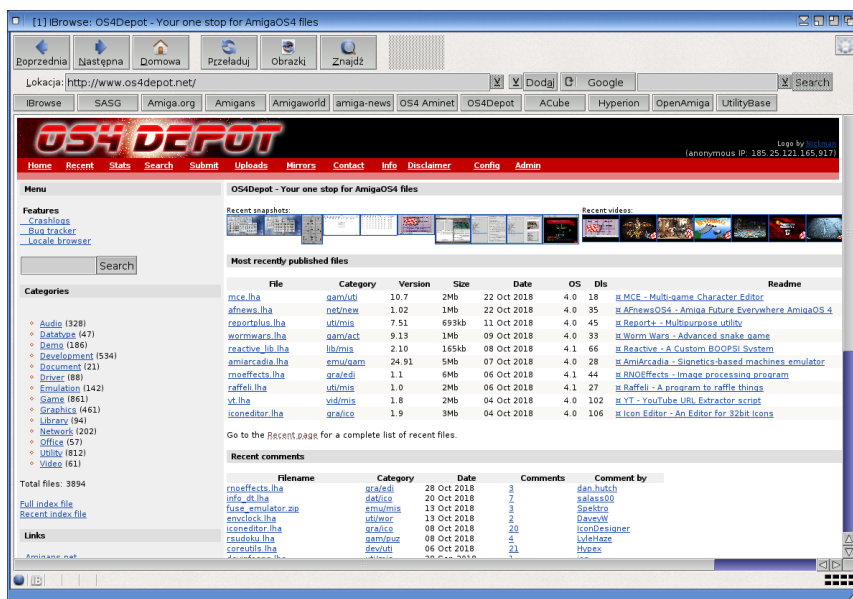 [1] IBrowse: OS4Depot - Your one stop for AmigaOS4 files
Poprzednia Następna Domowa Przeładuj Obrazki Znajdź
Lokacja: http://www.os4depot.net/ Dodaj Google Search
IBrowse SASG Amiga.org Amigans Amigaworld amiga-news OS4 Aminet OS4Depot ACube Hyperion OpenAmiga UtilityBase
OS4 DEPOT
Logo by Nickman
(anonymous IP: 185.25.121.165,917)
Home Recent Stats Search Submit Uploads Mirrors Contact Info Disclaimer Config Admin
Menu
Features
Crashlogs
Bug tracker
Locale browser
Search
Categories
Audio (328)
Datatype (47)
Demo (186)
Development (534)
Document (21)
Driver (88)
Emulation (142)
Game (861)
Graphics (461)
Library (94)
Network (202)
Office (57)
Utility (812)
Video (61)
Total files: 3894
Full index file
Recent index file
Links
Amigans.net
OS4Depot - Your one stop for AmigaOS4 files
Recent snapshots: Recent videos:
Most recently published files
File Category Version Size Date OS Dls Readme
mce.lha gam/uti 10.7 2Mb 22 Oct 2018 4.0 18 ¤ MCE - Multi-game Character Editor
afnews.lha net/new 1.02 1Mb 22 Oct 2018 4.0 35 ¤ AFNewsOS4 - Amiga Future Everywhere AmigaOS 4
reportplus.lha uti/mis 7.51 693kb 11 Oct 2018 4.0 45 ¤ Report+ - Multipurpose utility
wormwars.lha gam/act 9.13 1Mb 09 Oct 2018 4.0 33 ¤ Worm Wars - Advanced snake game
reactive_lib.lha lib/mis 2.10 165kb 08 Oct 2018 4.1 66 ¤ Reactive - A Custom BOOPSI System
amiarcadia.lha emu/gam 24.91 5Mb 07 Oct 2018 4.0 28 ¤ AmiArcadia - Signetics-based machines emulator
rnoeffects.lha gra/edi 1.1 6Mb 06 Oct 2018 4.1 44 ¤ RNOEffects - Image processing program
raffeli.lha uti/mis 1.0 2Mb 06 Oct 2018 4.1 27 ¤ Raffeli - A program to raffle things
yt.lha vid/mis 1.8 2Mb 04 Oct 2018 4.0 102 ¤ YT - YouTube URL Extractor script
iconeditor.lha gra/ico 1.9 3Mb 04 Oct 2018 4.0 106 ¤ Icon Editor - An Editor for 32bit Icons
Go to the Recent page for a complete list of recent files.
Recent comments
Filename Category Date Comments Comment by
rnoeffects.lha gra/edi 28 Oct 2018 3 dan.hutch
info_dt.lha dat/ico 20 Oct 2018 7 salass00
fuse_emulator.zip emu/mis 13 Oct 2018 3 Spektro
envclock.lha uti/wor 13 Oct 2018 2 DaveyW
iconeditor.lha gra/ico 08 Oct 2018 20 IconDesigner
rsudoku.lha gam/puz 08 Oct 2018 4 LyleHaze
coreutils.lha dev/uti 06 Oct 2018 21 Hypex